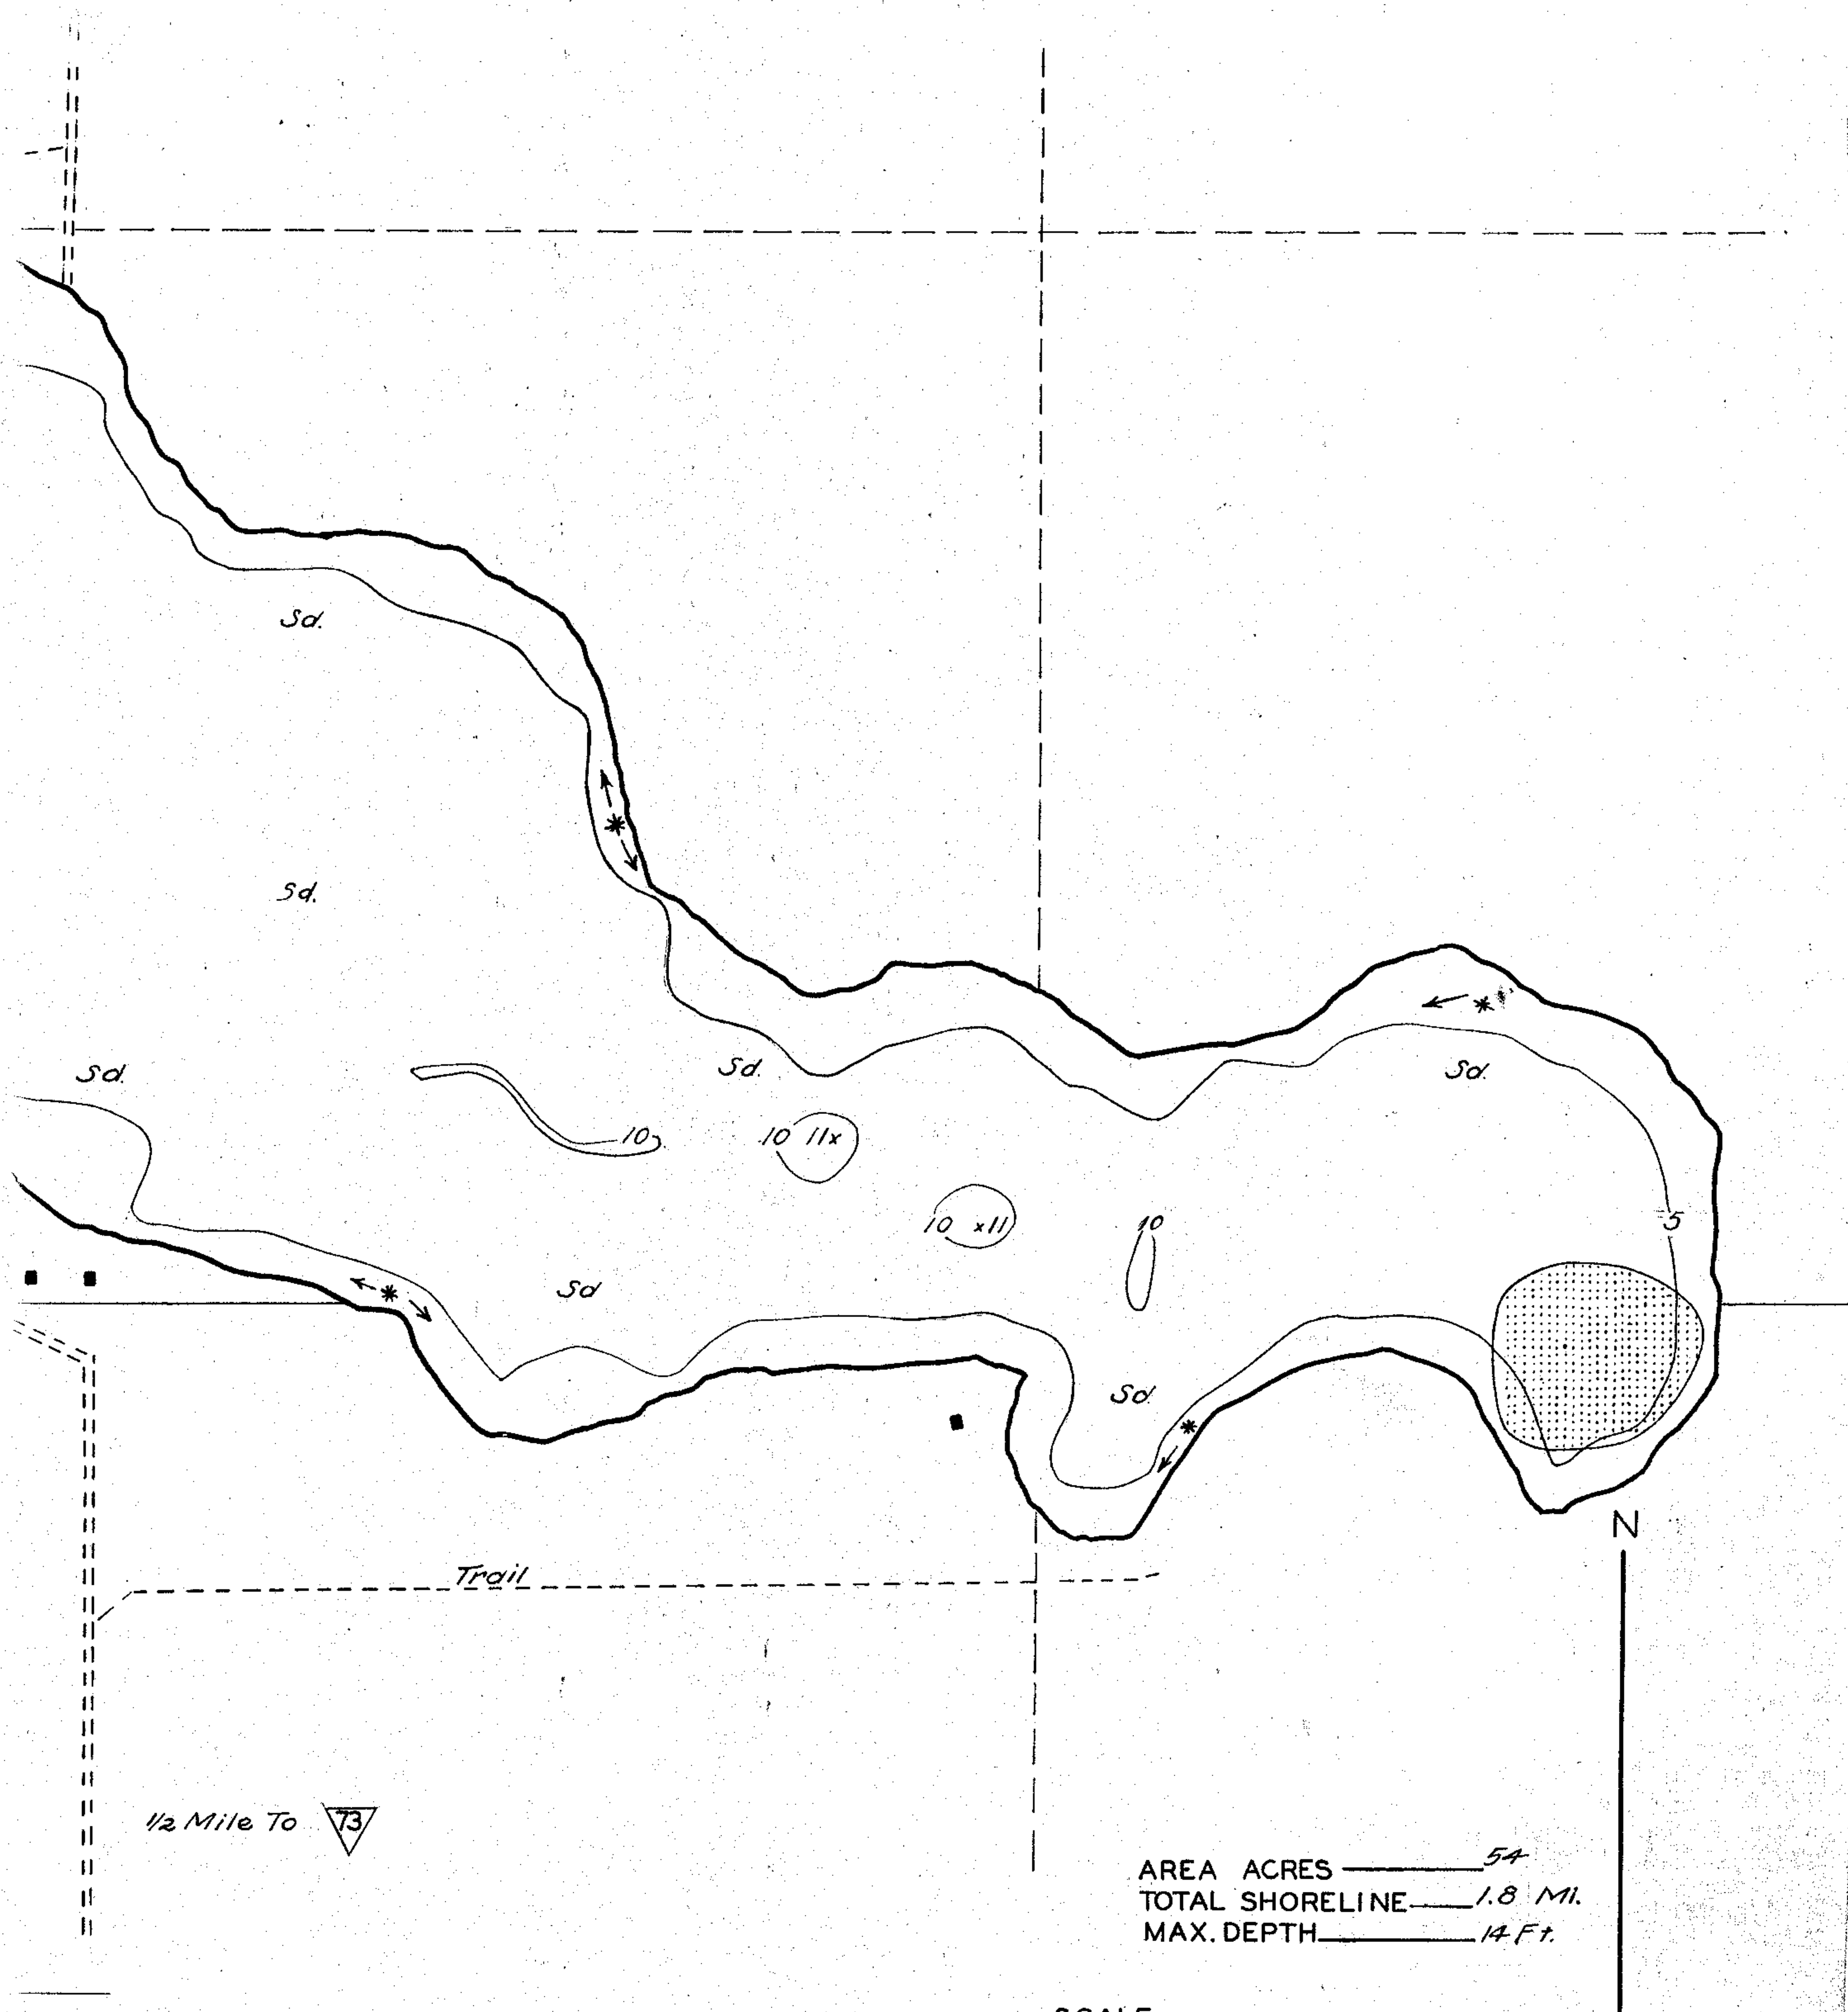 Sd.
Sd.
Sd.
Sd.
Sd.
10
10 11x
10 x11
10
5
Sd
Sd.
N
Trail
1/2 Mile To 73
AREA ACRES 54
TOTAL SHORELINE 1.8 Mi.
MAX. DEPTH 14 Ft.
SCALE